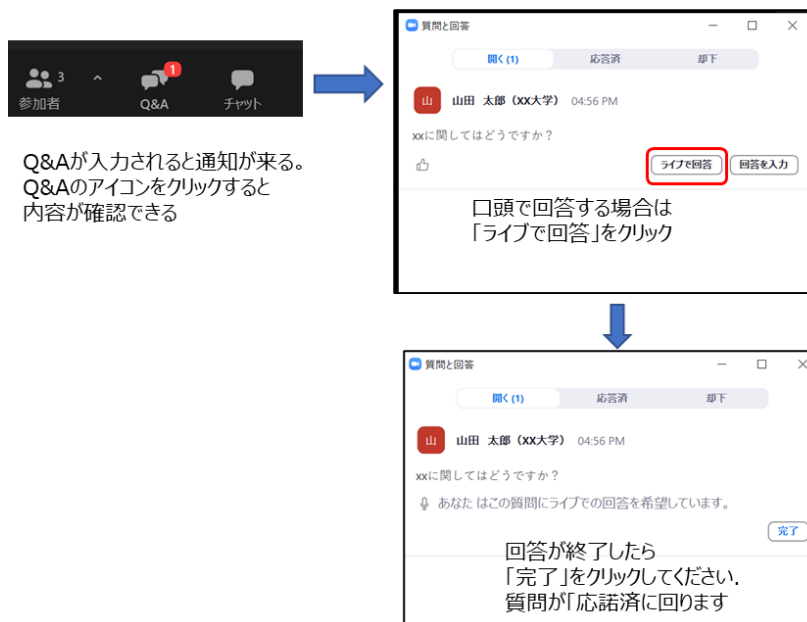 3
1
参加者
Q&A
チャット
Q&Aが入力されると通知が来る。
Q&Aのアイコンをクリックすると
内容が確認できる
質問と回答
開く(1) 応答済 却下
山 山田 太郎（XX大学） 04:56 PM
xxに関してはどうですか？
ライブで回答 回答を入力
口頭で回答する場合は
「ライブで回答」をクリック
質問と回答
開く(1) 応答済 却下
山 山田 太郎（XX大学） 04:56 PM
xxに関してはどうですか？
あなた はこの質問にライブでの回答を希望しています。
完了
回答が終了したら
「完了」をクリックしてください.
質問が「応諾済に回ります